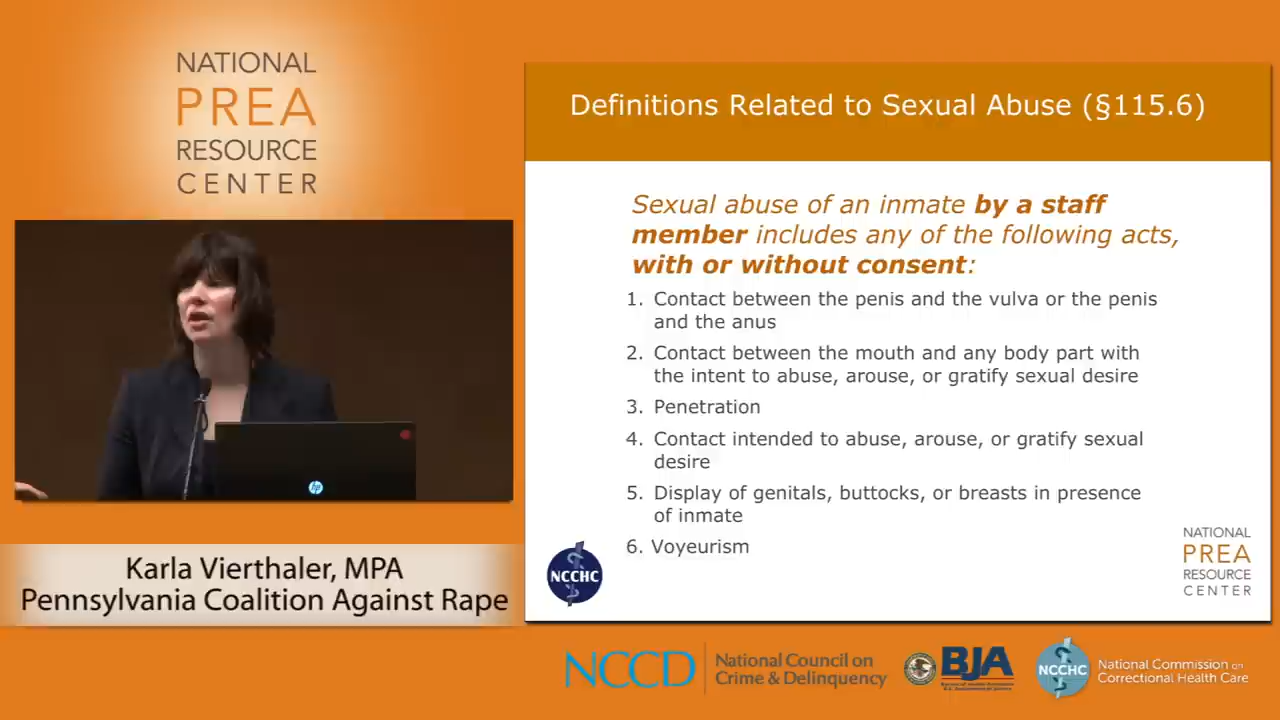 NATIONAL
PREA
RESOURCE
CENTER
Definitions Related to Sexual Abuse (§115.6)
Sexual abuse of an inmate by a staff
member includes any of the following acts,
with or without consent:
1. Contact between the penis and the vulva or the penis
and the anus
2. Contact between the mouth and any body part with
the intent to abuse, arouse, or gratify sexual desire
3. Penetration
4. Contact intended to abuse, arouse, or gratify sexual
desire
5. Display of genitals, buttocks, or breasts in presence
of inmate
6. Voyeurism
NCCHC
NATIONAL
PREA
RESOURCE
CENTER
hp
Karla Vierthaler, MPA
Pennsylvania Coalition Against Rape
NCCD
National Council on
Crime & Delinquency
BJA
NCCHC
National Commission on
Correctional Health Care